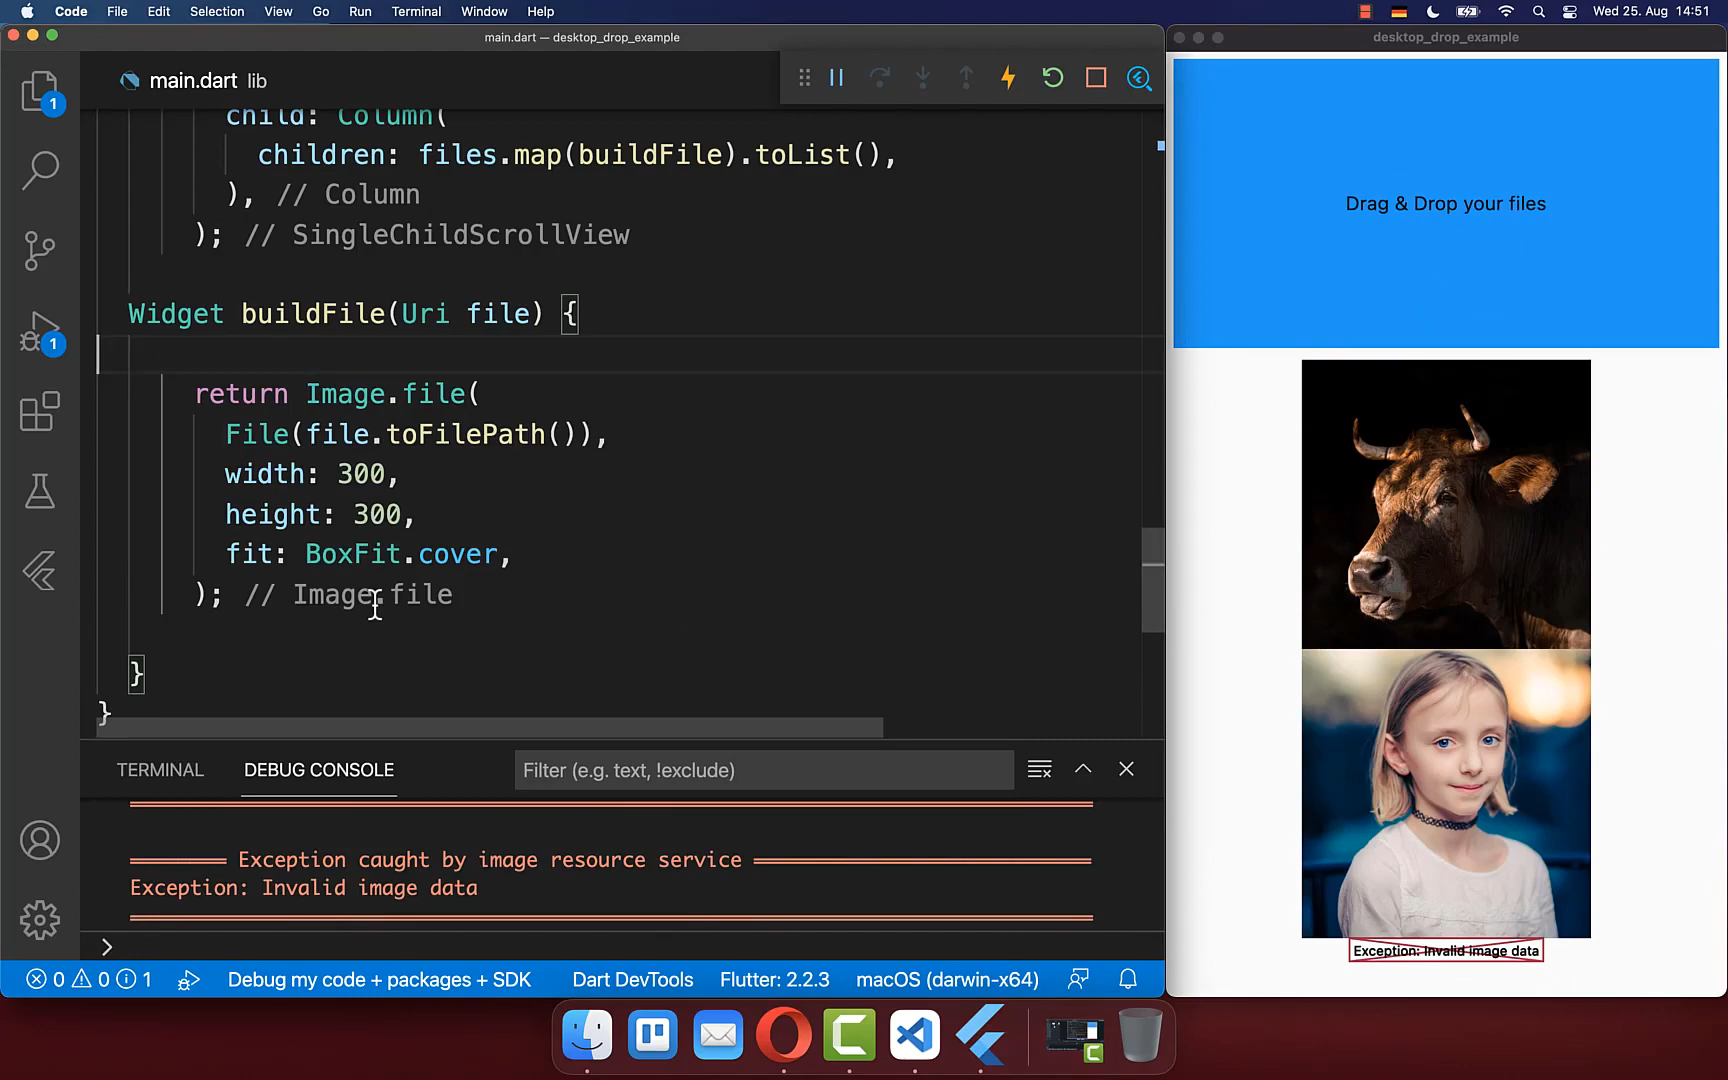 Code File Edit Selection View Go Run Terminal Window Help
Wed 25. Aug 14:51
main.dart — desktop_drop_example
main.dart lib
1
child: Column(
children: files.map(buildFile).toList(),
), // Column
); // SingleChildScrollView
Widget buildFile(Uri file) {
1
return Image.file(
File(file.toFilePath()),
width: 300,
height: 300,
fit: BoxFit.cover,
); // Image.file
}
}
TERMINAL DEBUG CONSOLE Filter (e.g. text, !exclude)
Exception caught by image resource service
Exception: Invalid image data
>
0 0 1 Debug my code + packages + SDK Dart DevTools Flutter: 2.2.3 macOS (darwin-x64)
desktop_drop_example
Drag & Drop your files
Exception: Invalid image data